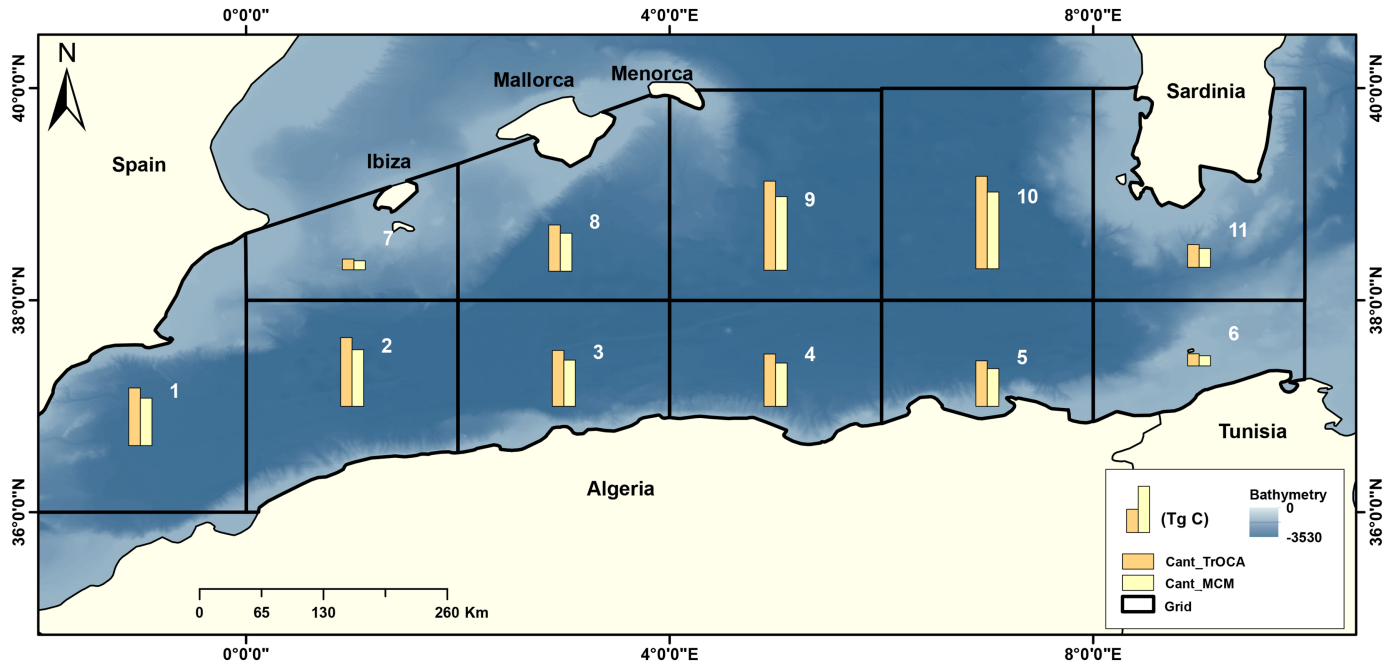 0°0'0" 4°0'0"E 8°0'0"E
N
40°0'0"N
40°0'0"N
Mallorca Menorca
Sardinia
Spain
Ibiza
9
10
8
7
11
38°0'0"N
38°0'0"N
6
2
3
4
5
1
Tunisia
Algeria
36°0'0"N
36°0'0"N
(Tg C)
Bathymetry
0
-3530
Cant_TrOCA
Cant_MCM
Grid
0 65 130 260 Km
0°0'0" 4°0'0"E 8°0'0"E